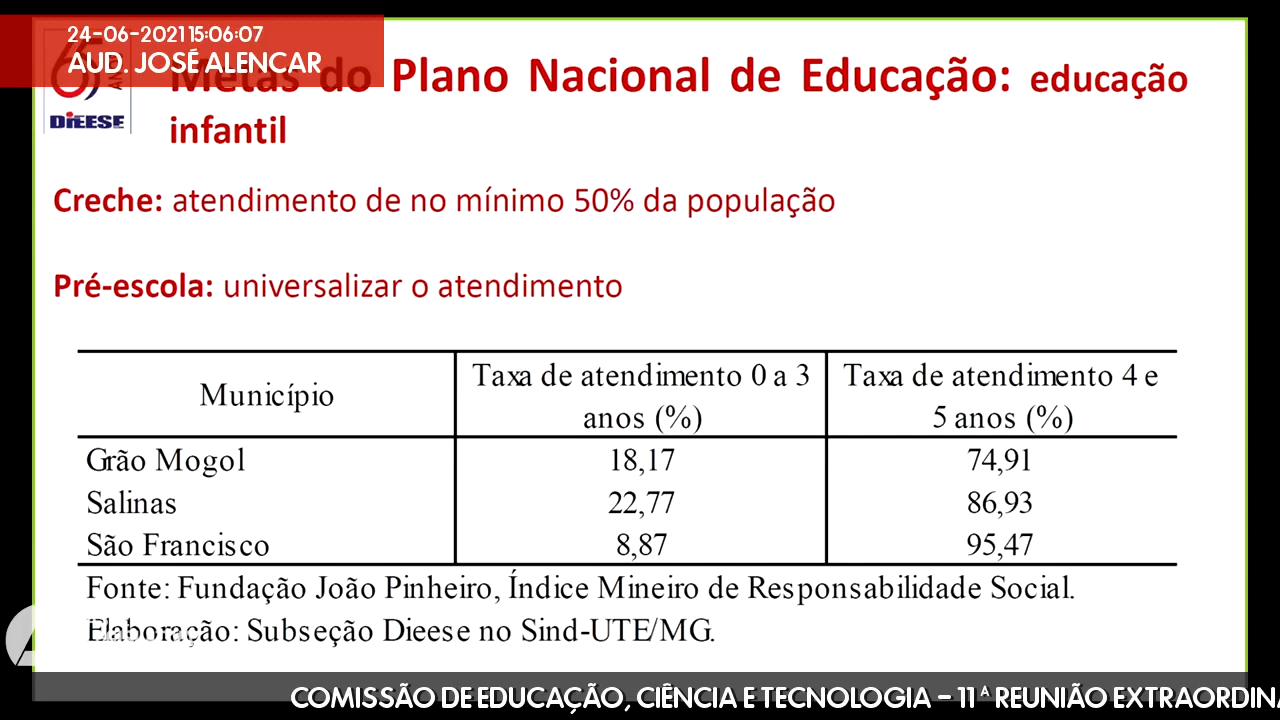 24-06-2021 15:06:07
AUD. JOSÉ ALENCAR
ANOS
DIEESE
Metas do Plano Nacional de Educação: educação
infantil
Creche: atendimento de no mínimo 50% da população
Pré-escola: universalizar o atendimento
Município
Taxa de atendimento 0 a 3
anos (%)
Taxa de atendimento 4 e
5 anos (%)
Grão Mogol 18,17 74,91
Salinas 22,77 86,93
São Francisco 8,87 95,47
Fonte: Fundação João Pinheiro, Índice Mineiro de Responsabilidade Social.
Elaboração: Subseção Dieese no Sind-UTE/MG.
COMISSÃO DE EDUCAÇÃO, CIÊNCIA E TECNOLOGIA – 11ª REUNIÃO EXTRAORDIN